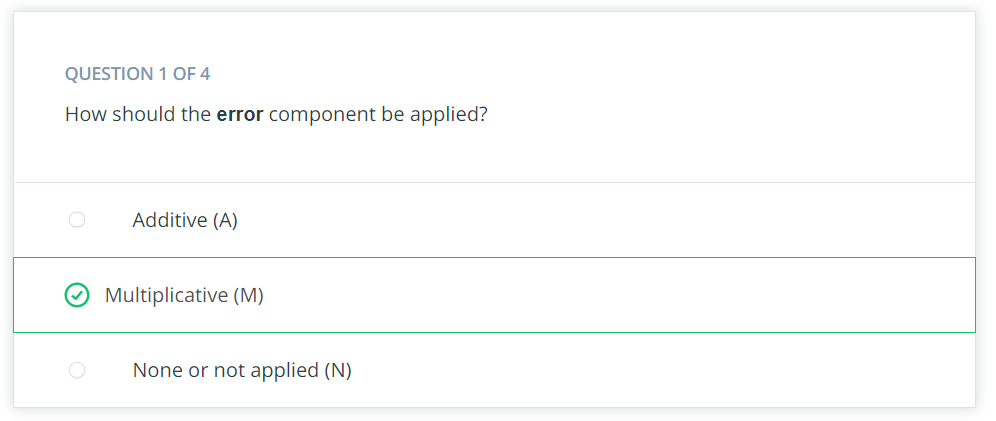 QUESTION 1 OF 4
How should the error component be applied?
Additive (A)
Multiplicative (M)
None or not applied (N)